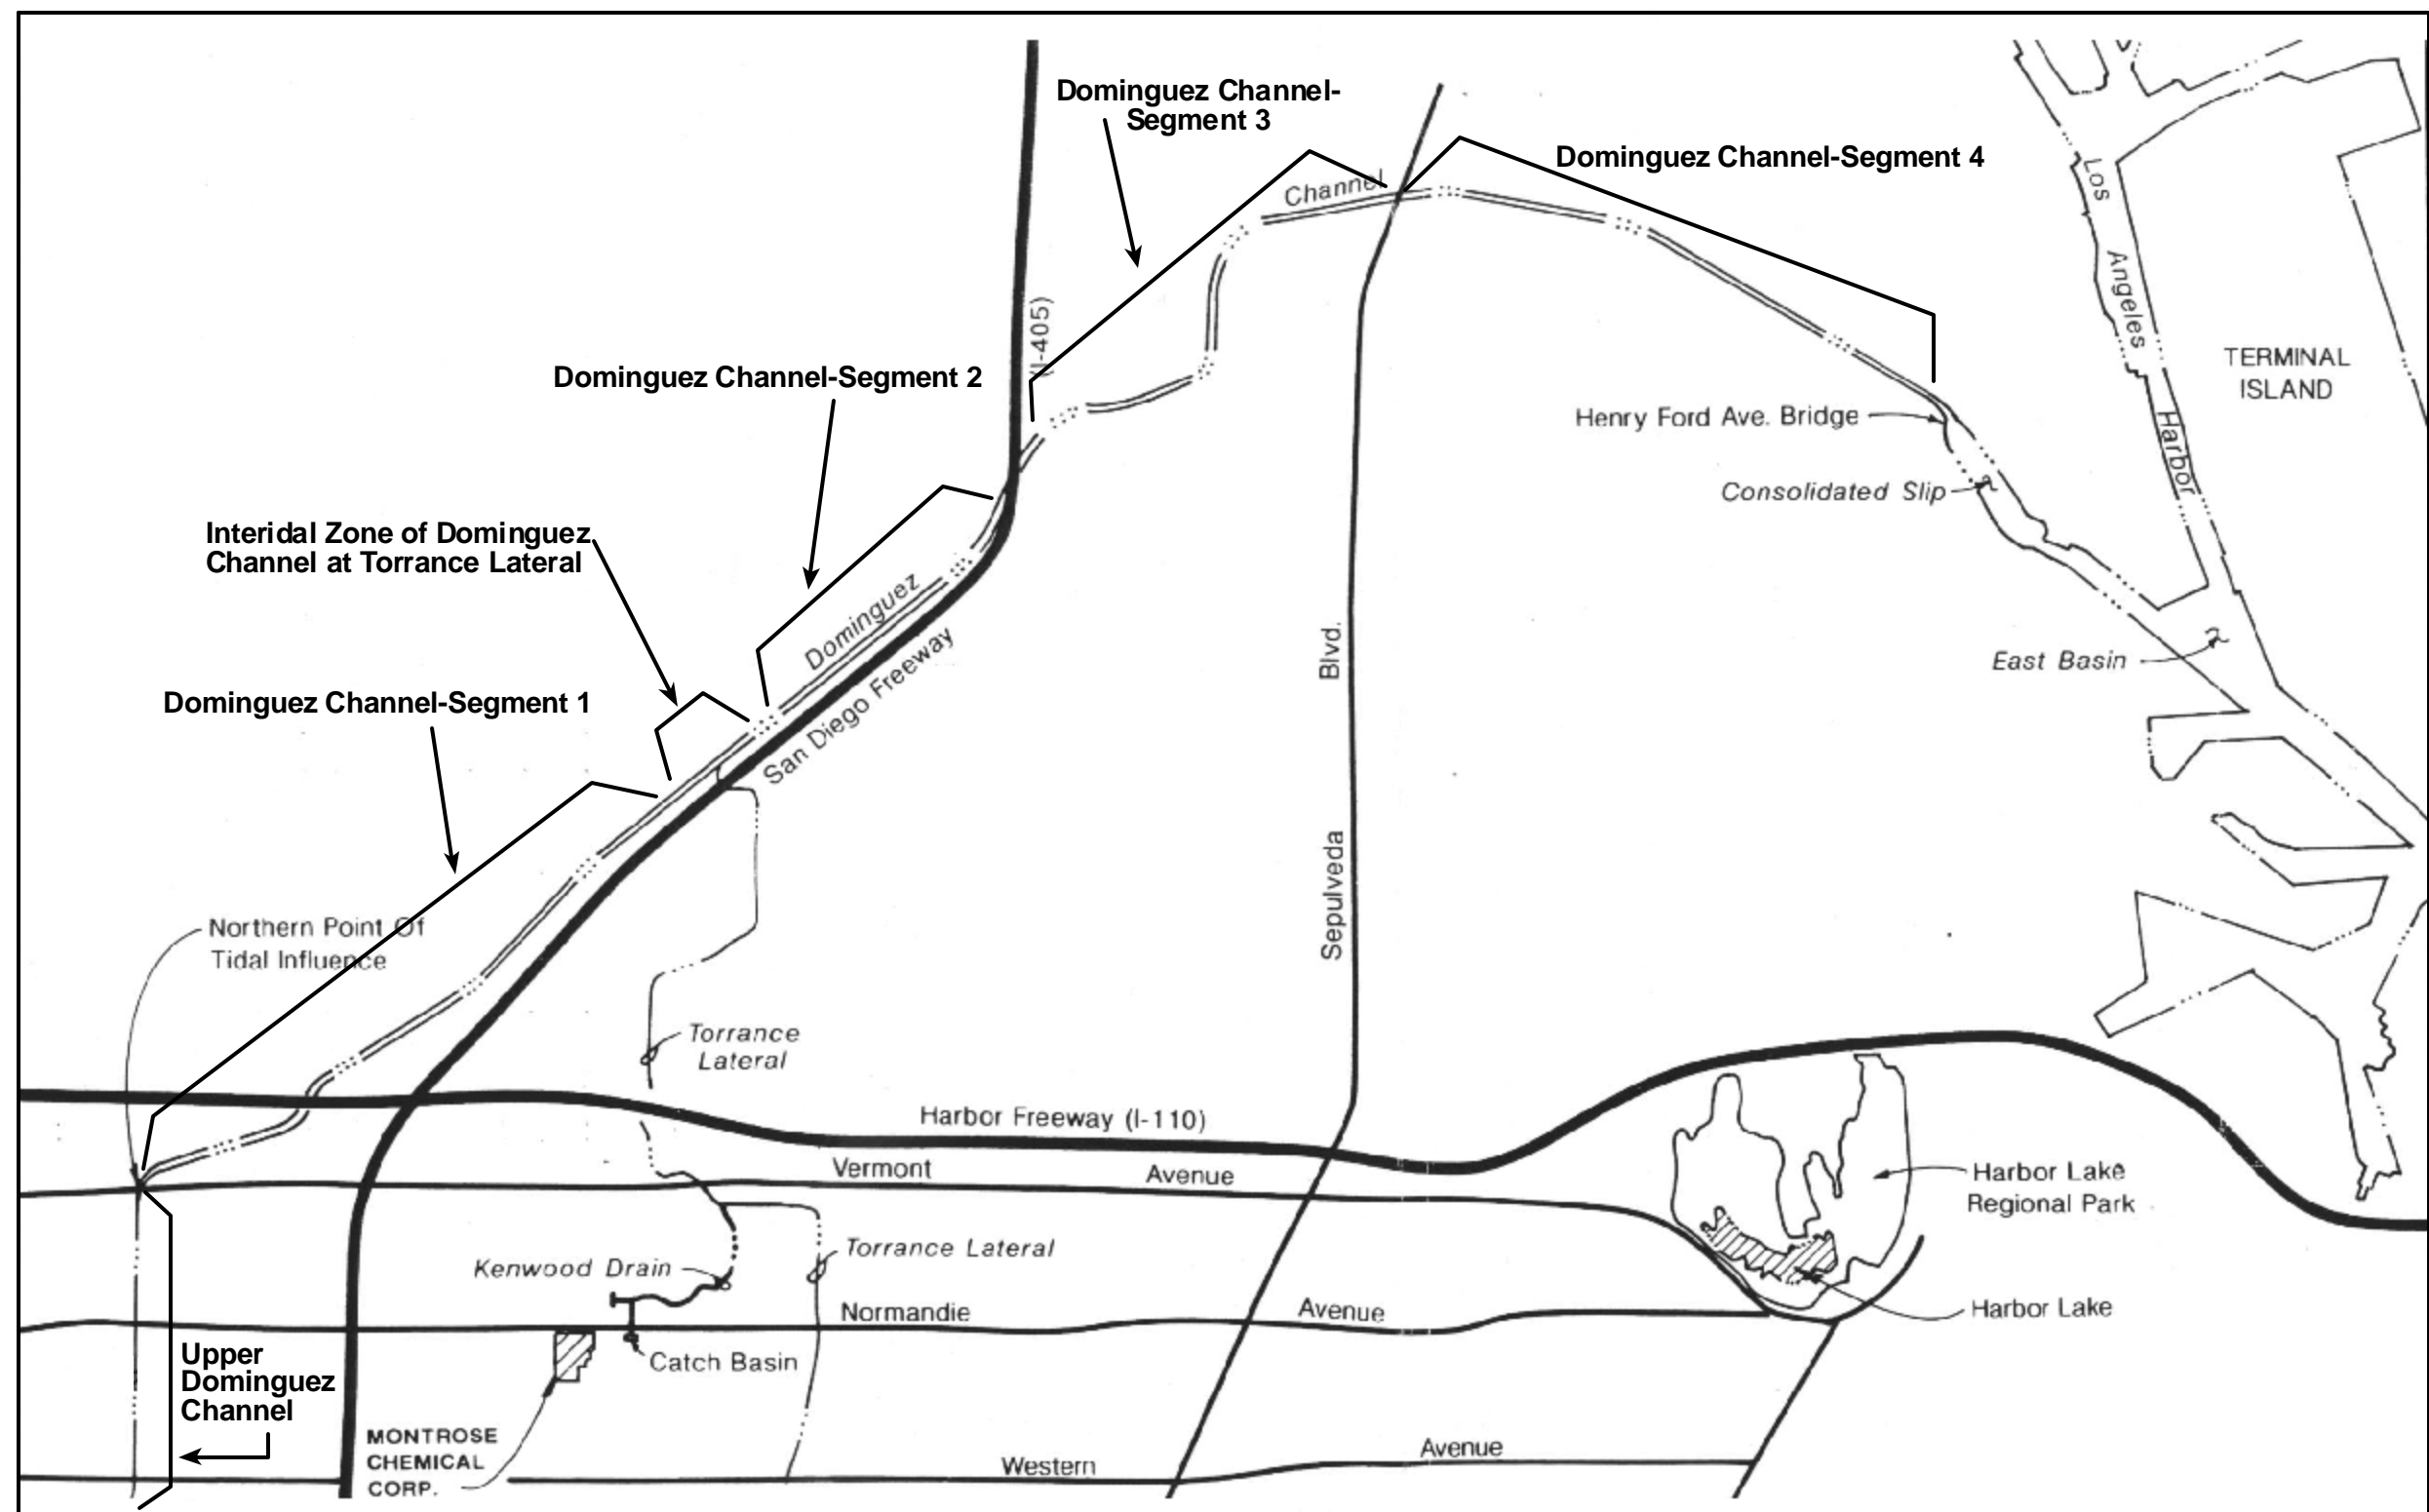 Dominguez Channel-
Segment 3
Dominguez Channel-Segment 4
Channel
Los
Angeles
Harbor
TERMINAL
ISLAND
(I-405)
Dominguez Channel-Segment 2
Henry Ford Ave. Bridge
Consolidated Slip
Interidal Zone of Dominguez
Channel at Torrance Lateral
Dominguez
San Diego Freeway
Blvd.
East Basin
Dominguez Channel-Segment 1
Sepulveda
Northern Point Of
Tidal Influence
Torrance
Lateral
Harbor Freeway (I-110)
Vermont
Avenue
Harbor Lake
Regional Park
Kenwood Drain
Torrance Lateral
Normandie
Avenue
Harbor Lake
Upper
Dominguez
Channel
Catch Basin
MONTROSE
CHEMICAL
CORP.
Western
Avenue